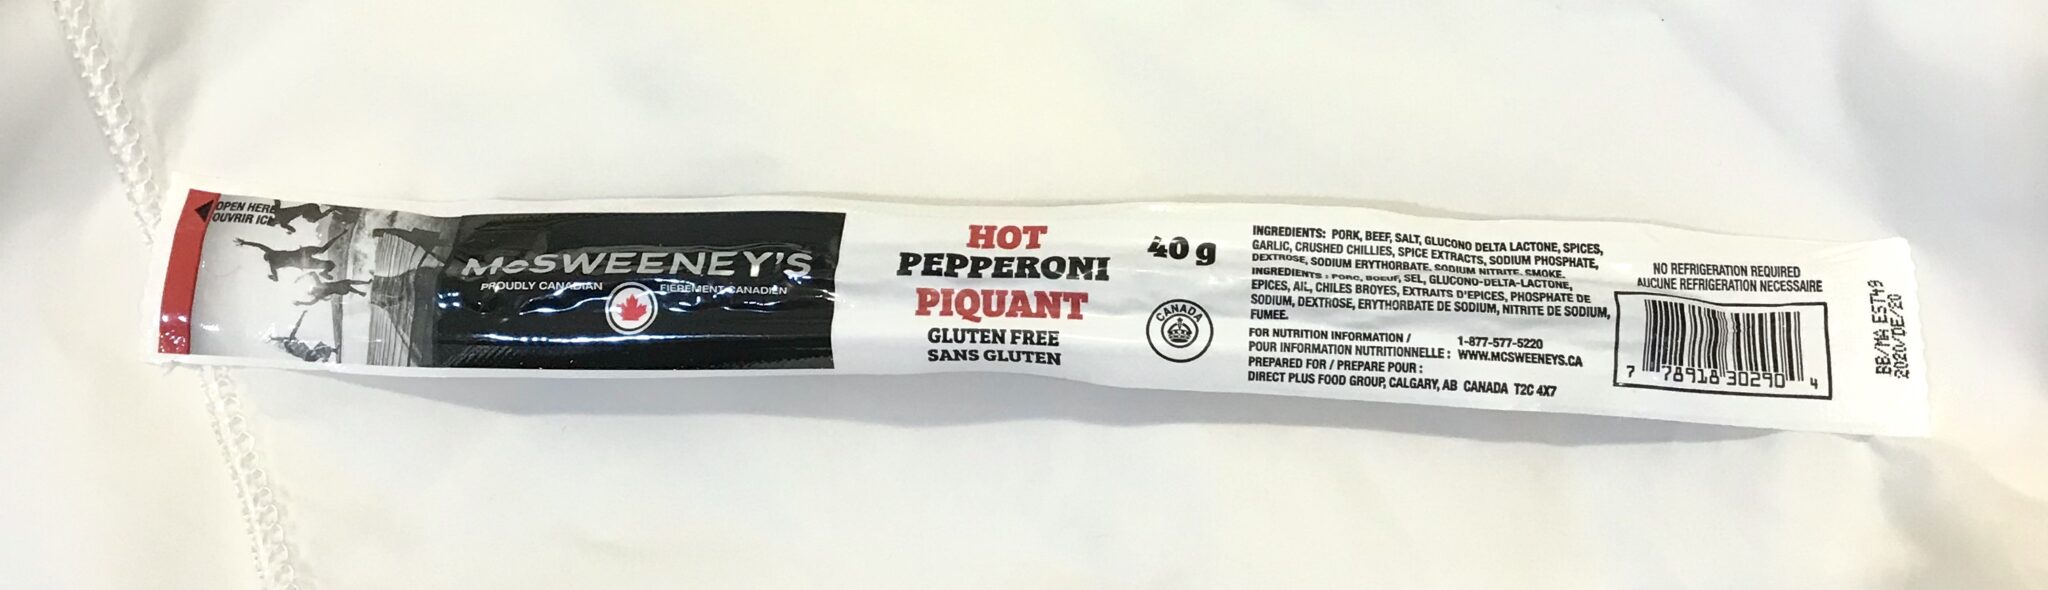 OPEN HERE
OUVRIR ICI
McSWEENEY'S
PROUDLY CANADIAN
FIÈREMENT CANADIEN
HOT
PEPPERONI
PIQUANT
GLUTEN FREE
SANS GLUTEN
40 g
CANADA
INGREDIENTS: PORK, BEEF, SALT, GLUCONO DELTA LACTONE, SPICES,
GARLIC, CRUSHED CHILLIES, SPICE EXTRACTS, SODIUM PHOSPHATE,
DEXTROSE, SODIUM ERYTHORBATE, SODIUM NITRITE, SMOKE.
INGREDIENTS : PORC, BOEUF, SEL, GLUCONO-DELTA-LACTONE,
EPICES, AIL, CHILES BROYES, EXTRAITS D'EPICES, PHOSPHATE DE
SODIUM, DEXTROSE, ERYTHORBATE DE SODIUM, NITRITE DE SODIUM,
FUMEE.
FOR NUTRITION INFORMATION / 1-877-577-5220
POUR INFORMATION NUTRITIONNELLE : WWW.MCSWEENEYS.CA
PREPARED FOR / PREPARE POUR :
DIRECT PLUS FOOD GROUP, CALGARY, AB CANADA T2C 4X7
NO REFRIGERATION REQUIRED
AUCUNE REFRIGERATION NECESSAIRE
7 78918 30290 4
BB/MA EST49
2020/DE/20